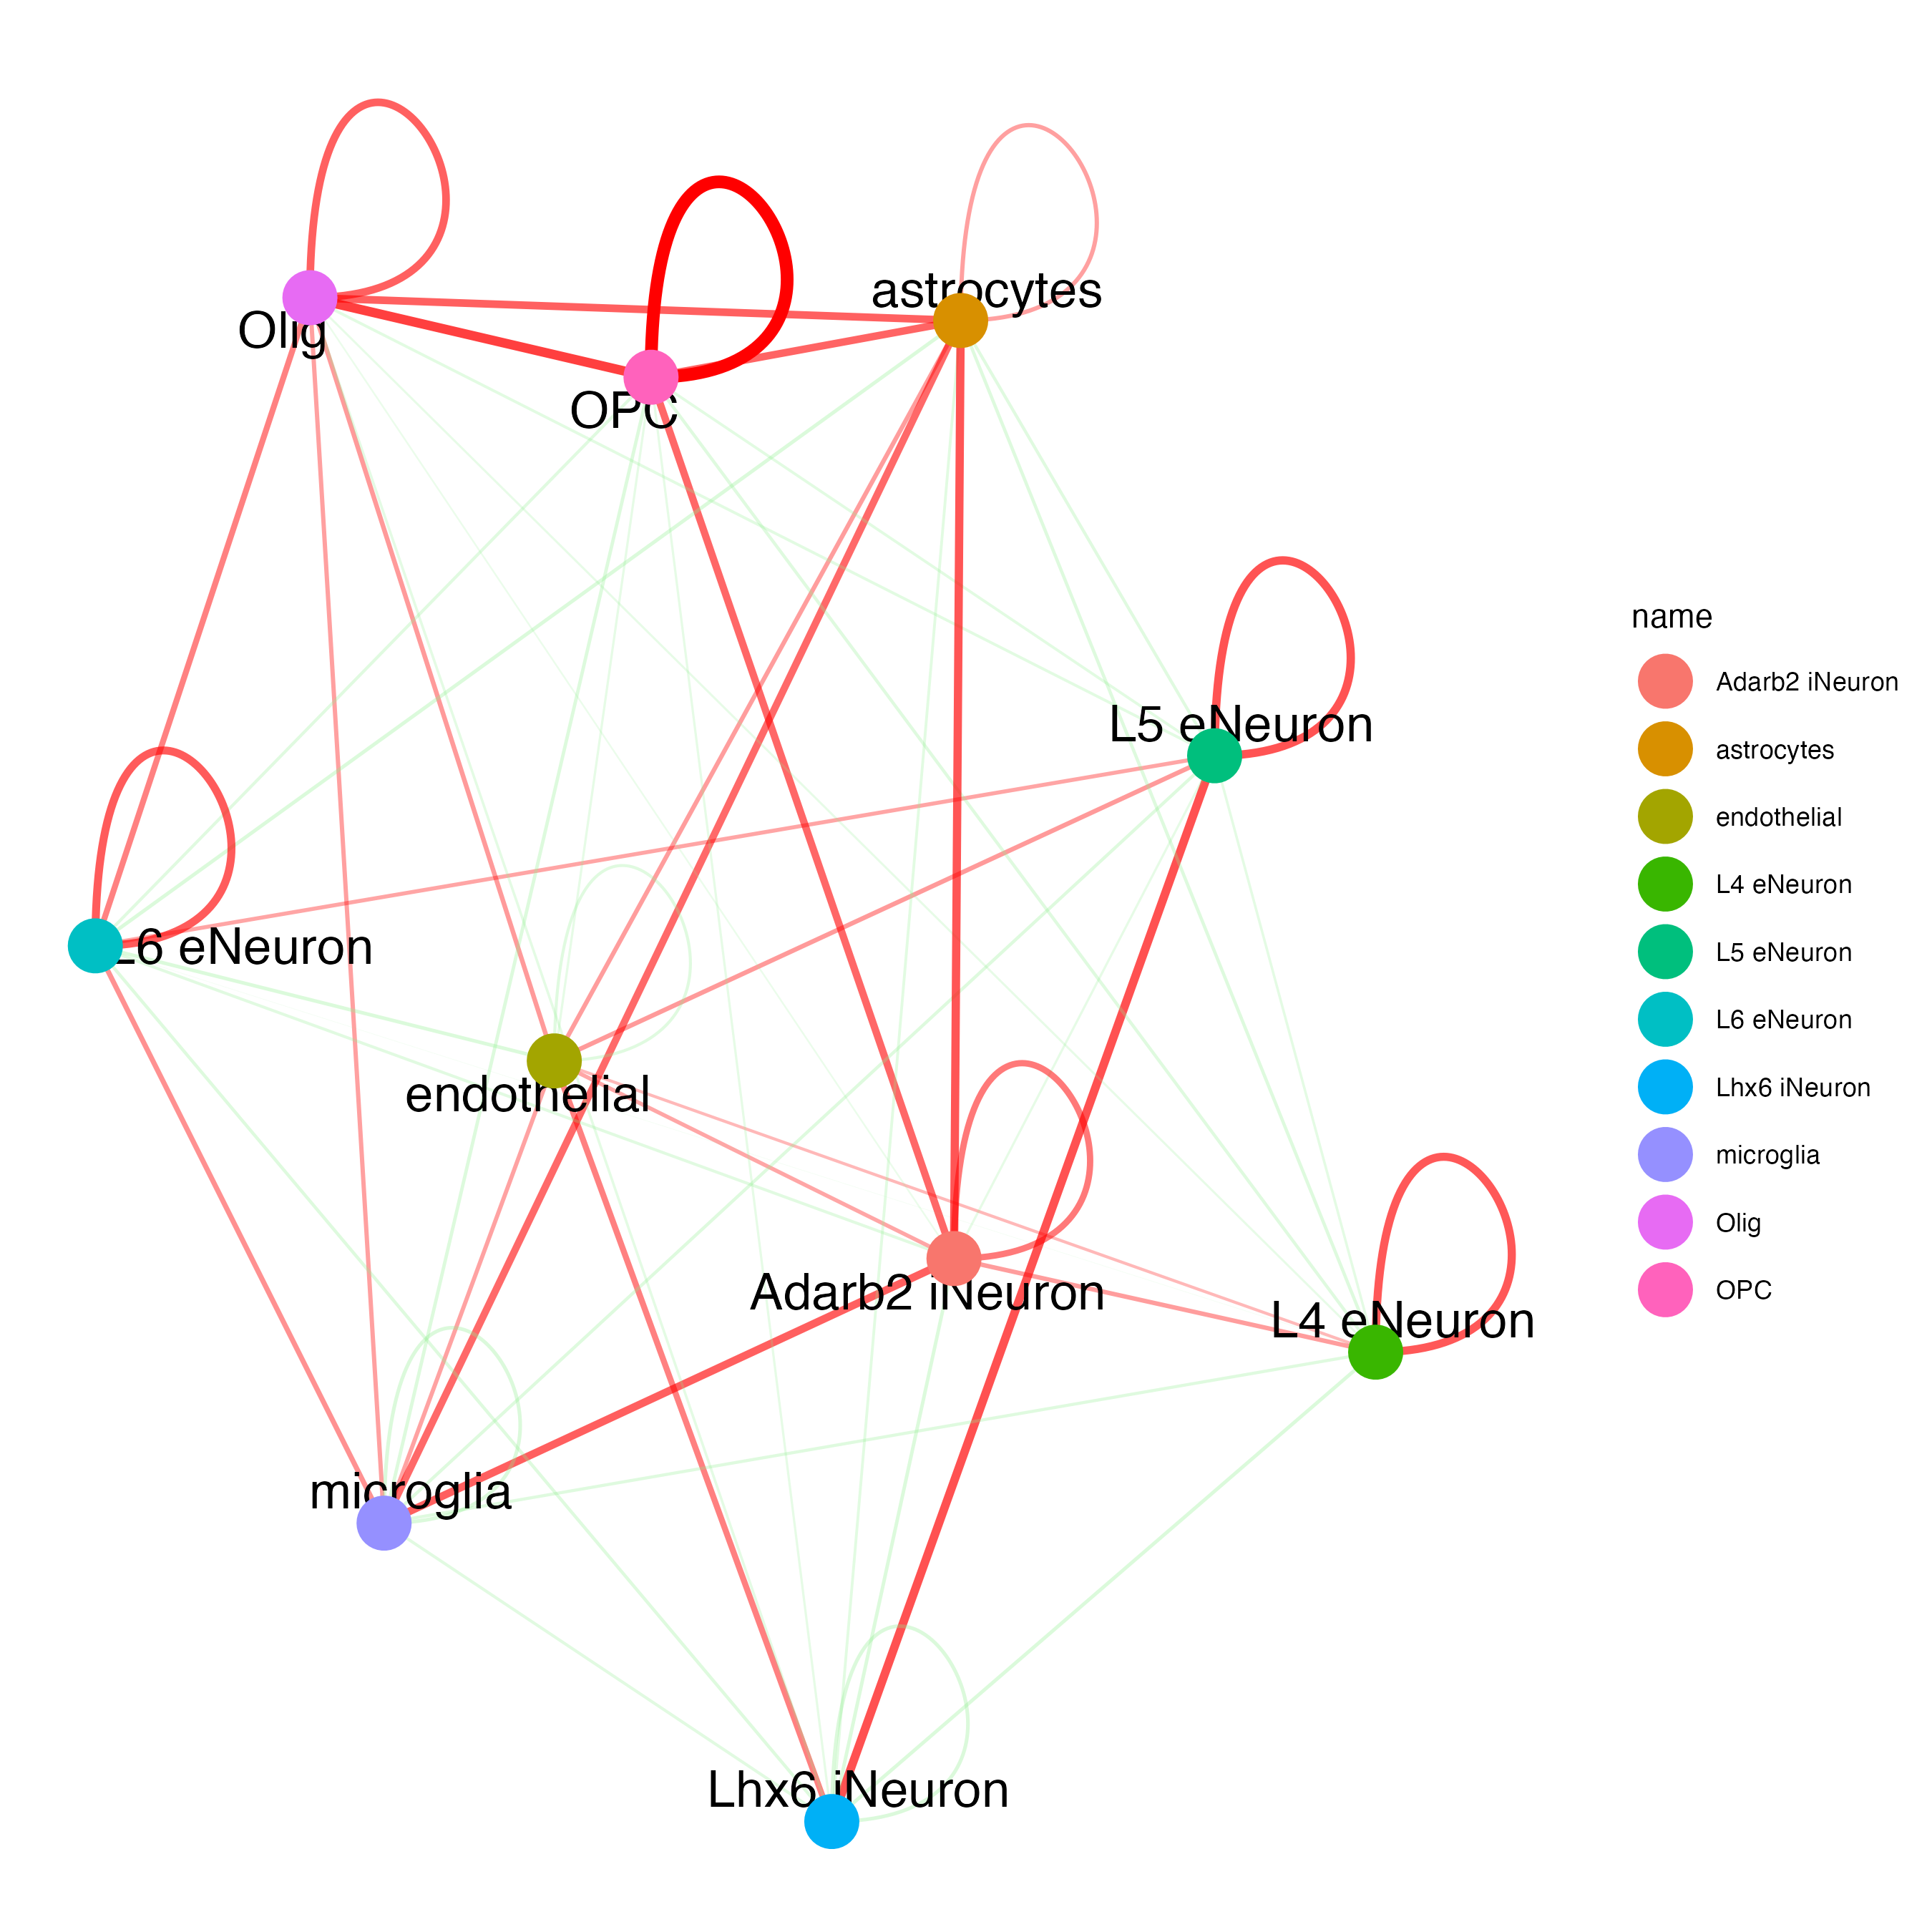 astrocytes
Olig
OPC
L5 eNeuron
L6 eNeuron
endothelial
Adarb2 iNeuron
L4 eNeuron
microglia
Lhx6 iNeuron
name
Adarb2 iNeuron
astrocytes
endothelial
L4 eNeuron
L5 eNeuron
L6 eNeuron
Lhx6 iNeuron
microglia
Olig
OPC